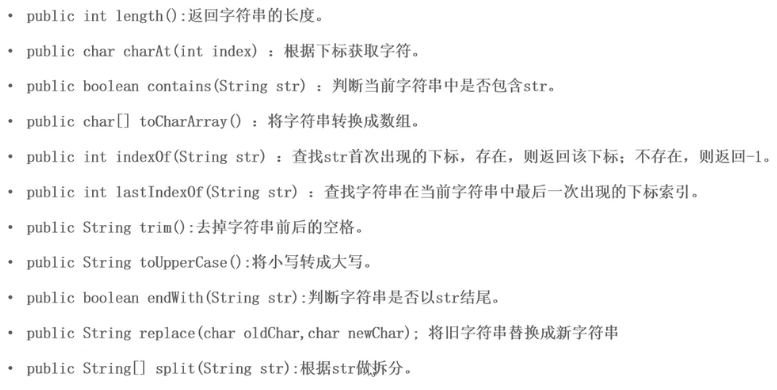 • public int length():返回字符串的长度。
• public char charAt(int index) : 根据下标获取字符。
• public boolean contains(String str) : 判断当前字符串中是否包含str。
• public char[] toCharArray() : 将字符串转换成数组。
• public int indexOf(String str) : 查找str首次出现的下标，存在，则返回该下标；不存在，则返回-1。
• public int lastIndexOf(String str) : 查找字符串在当前字符串中最后一次出现的下标索引。
• public String trim():去掉字符串前后的空格。
• public String toUpperCase():将小写转成大写。
• public boolean endWith(String str):判断字符串是否以str结尾。
• public String replace(char oldChar,char newChar); 将旧字符串替换成新字符串
• public String[] split(String str):根据str做拆分。